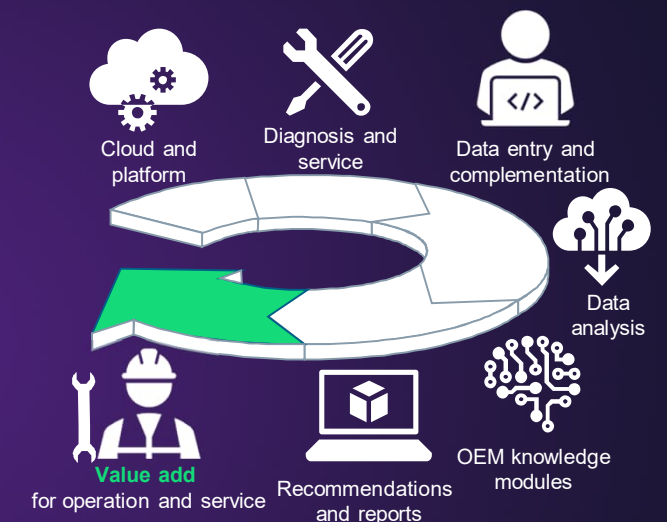 Cloud and
platform
Diagnosis and
service
</>
Data entry and
complementation
Data
analysis
OEM knowledge
modules
Recommendations
and reports
Value add
for operation and service